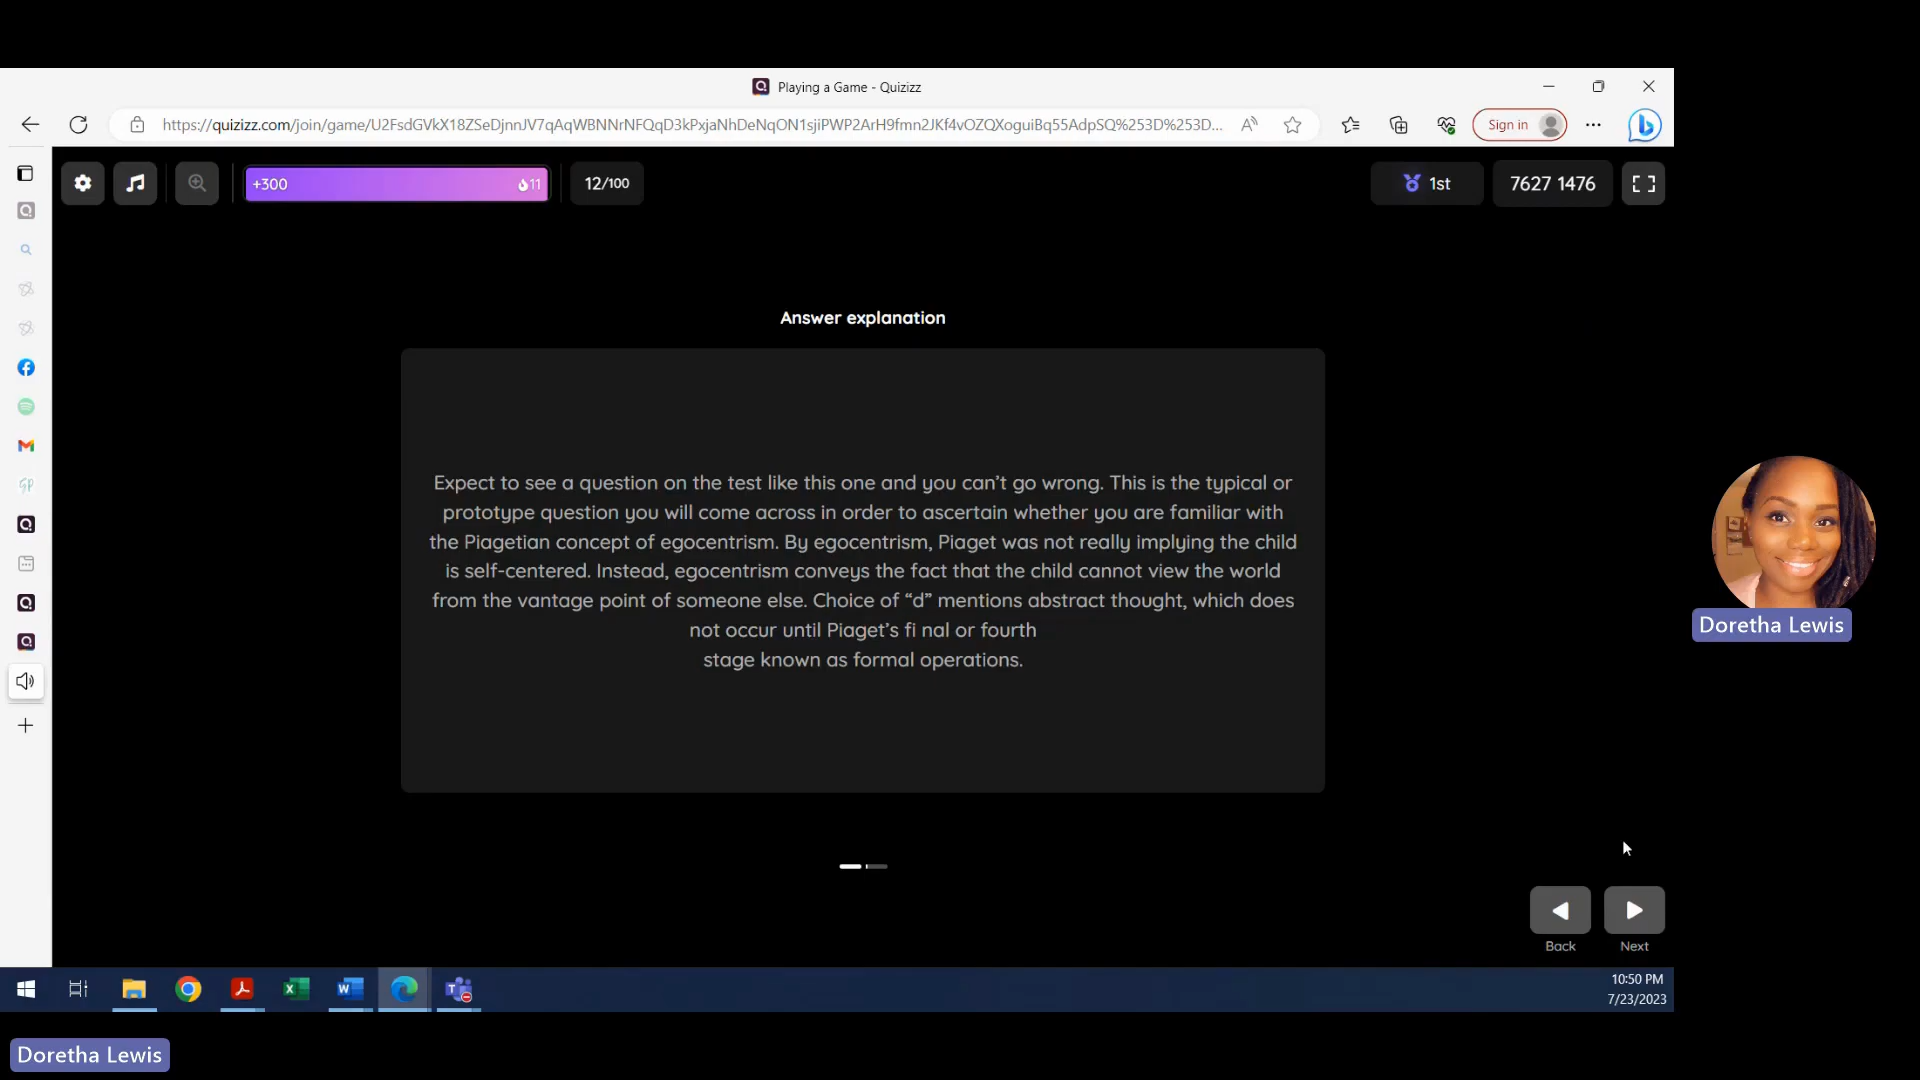 Playing a Game - Quizizz
https://quizizz.com/join/game/U2FsdGVkX18ZSeDjnnJV7qAqWBNNrNFQqD3kPxjaNhDeNqON1sjiPWP2ArH9fmn2JKf4vOZQXoguiBq55AdpSQ%253D%253D...
Sign in
+300
11
12/100
1st
7627 1476
Answer explanation
Expect to see a question on the test like this one and you can’t go wrong. This is the typical or
prototype question you will come across in order to ascertain whether you are familiar with
the Piagetian concept of egocentrism. By egocentrism, Piaget was not really implying the child
is self-centered. Instead, egocentrism conveys the fact that the child cannot view the world
from the vantage point of someone else. Choice of “d” mentions abstract thought, which does
not occur until Piaget’s fi nal or fourth
stage known as formal operations.
Doretha Lewis
Back
Next
10:50 PM
7/23/2023
Doretha Lewis